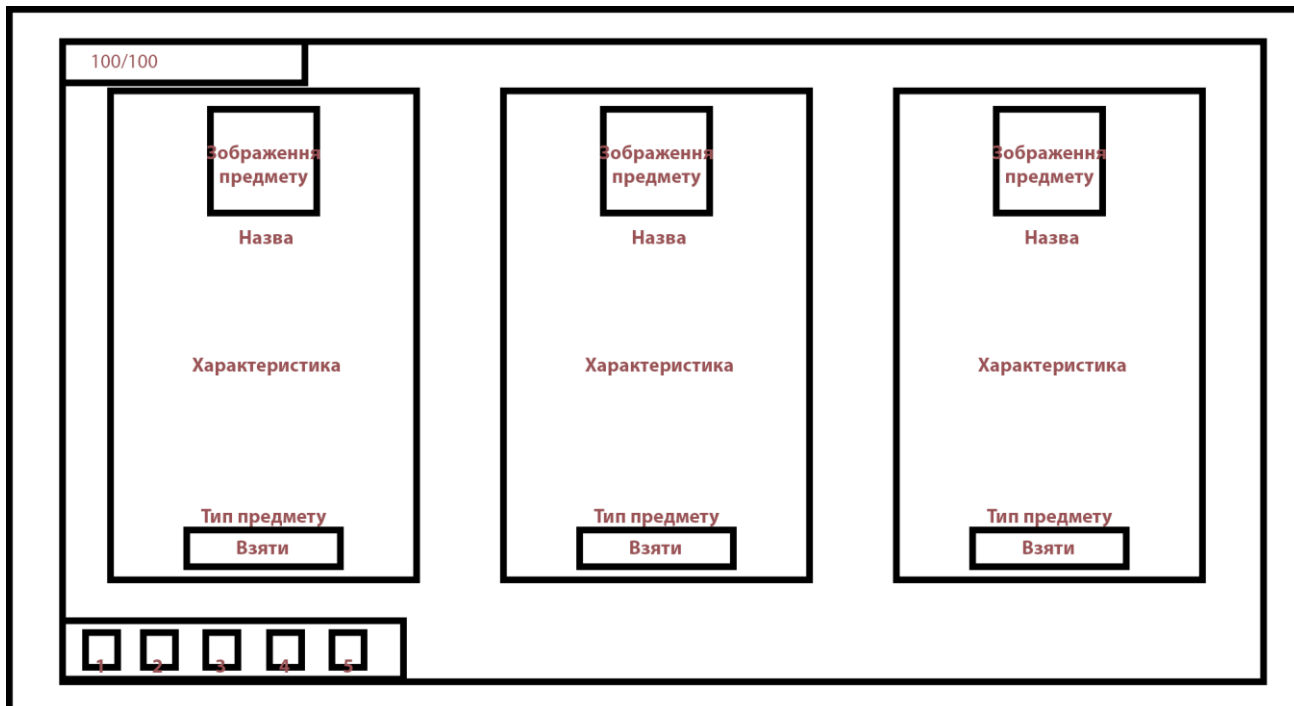 100/100
Зображення
предмету
Назва
Характеристика
Тип предмету
Взяти
Зображення
предмету
Назва
Характеристика
Тип предмету
Взяти
Зображення
предмету
Назва
Характеристика
Тип предмету
Взяти
1 2 3 4 5